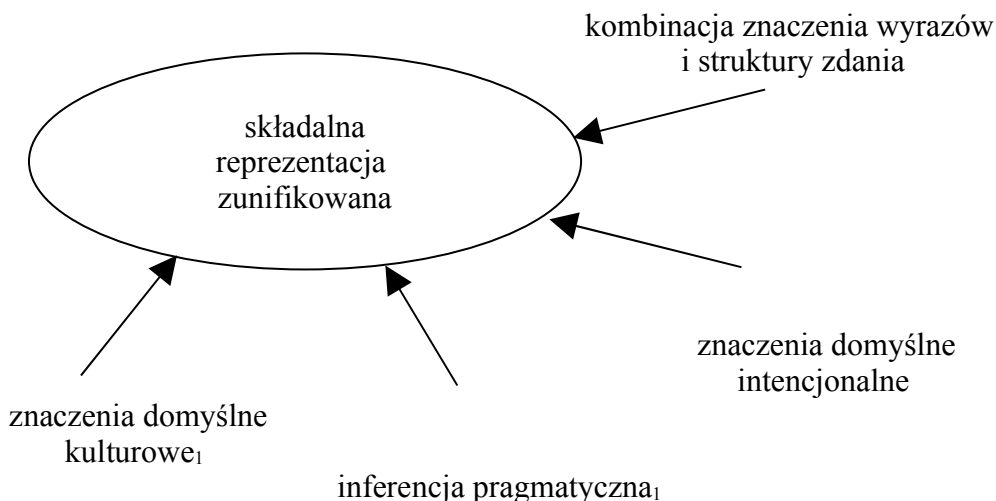 kombinacja znaczenia wyrazów
i struktury zdania
składalna
reprezentacja
zunifikowana
znaczenia domyślne
intencjonalne
znaczenia domyślne
kulturowe₁
inferencja pragmatyczna₁